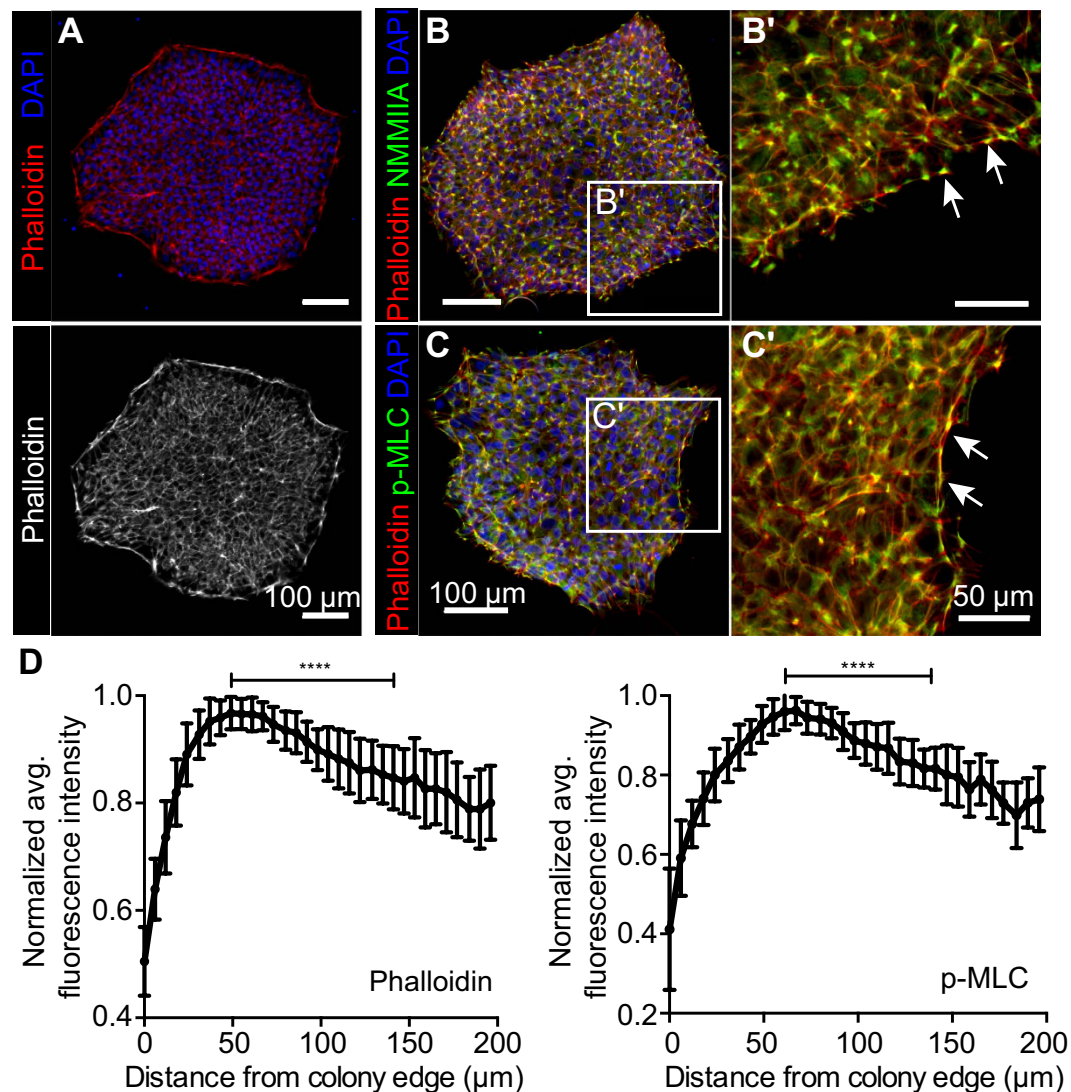 A
Phalloidin DAPI
B
Phalloidin NMMIIA DAPI
B'
B'
Phalloidin
100 µm
C
Phalloidin p-MLC DAPI
C'
100 µm
C'
50 µm
D
****
Normalized avg.
fluorescence intensity
1.0
0.8
0.6
0.4
Phalloidin
0
50
100
150
200
Distance from colony edge (µm)
****
Normalized avg.
fluorescence intensity
1.0
0.8
0.6
0.4
0.2
p-MLC
0
50
100
150
200
Distance from colony edge (µm)